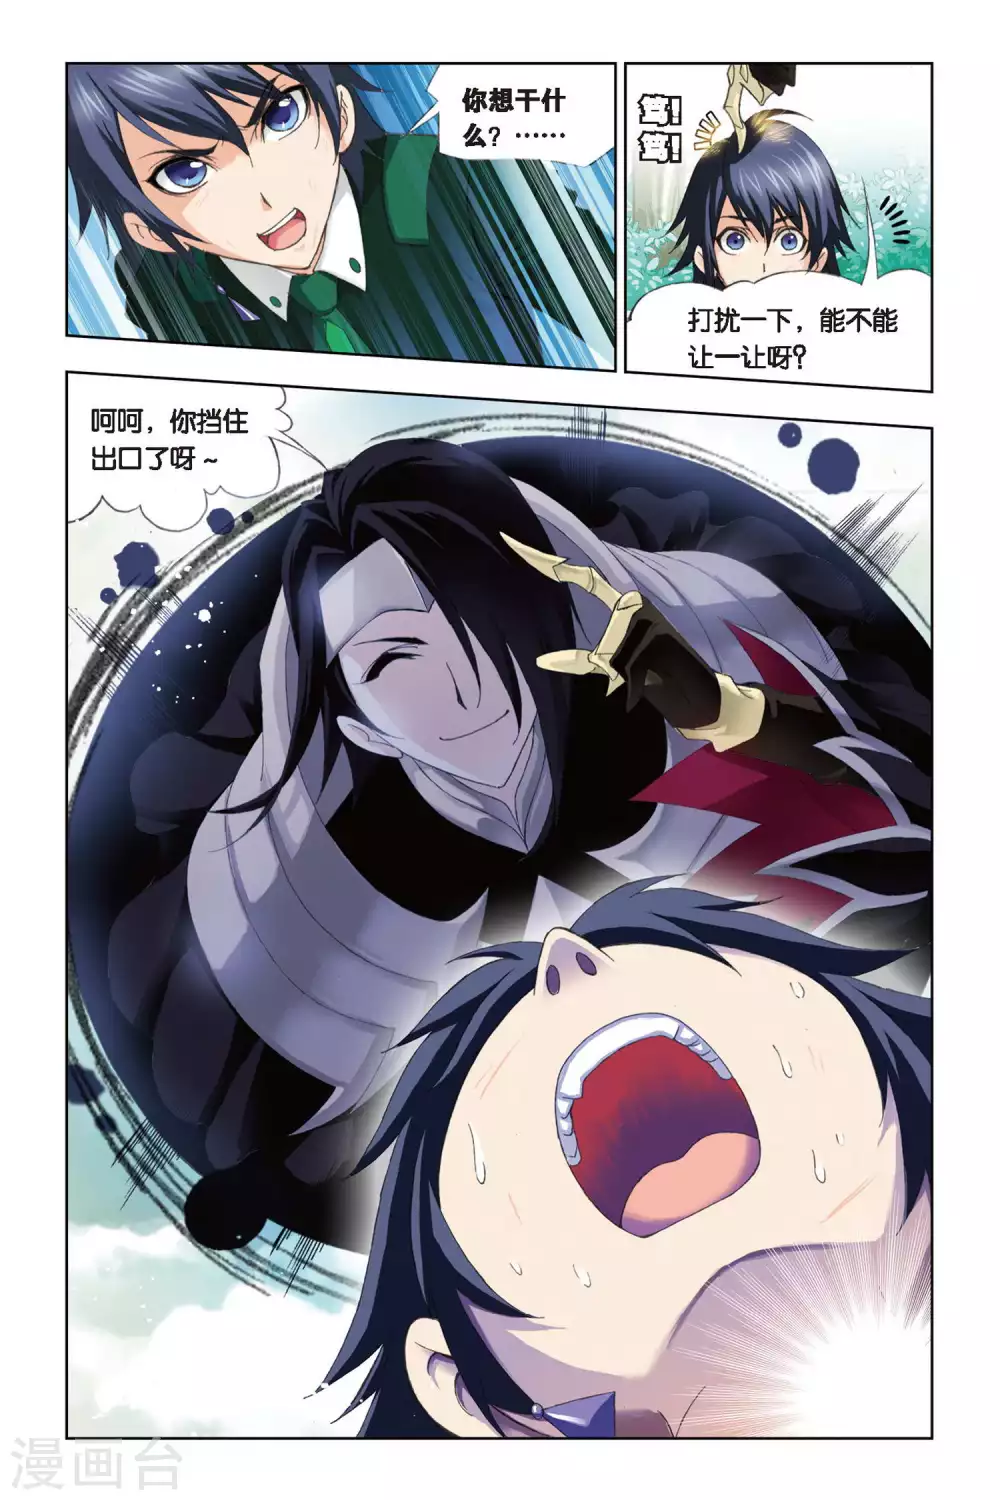 你想干什
么？……
笃！
笃！
打扰一下，能不能
让一让呀？
呵呵，你挡住
出口了呀～
漫画台